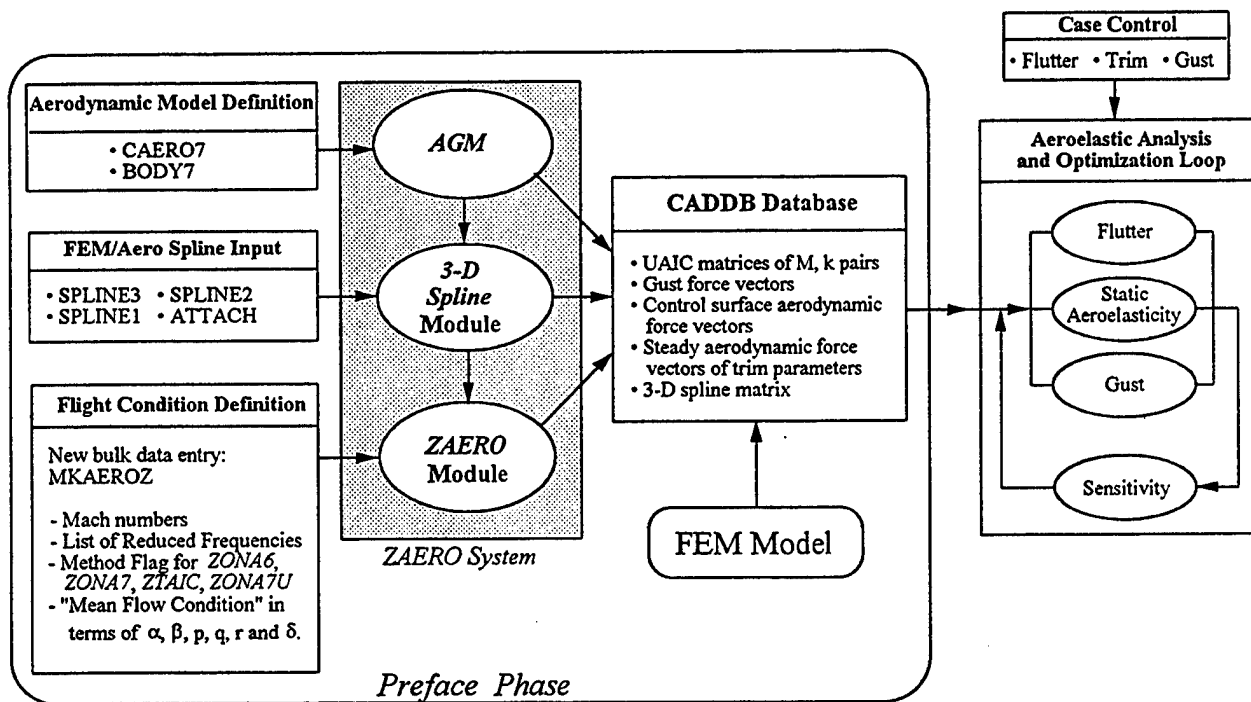 Case Control
• Flutter • Trim • Gust
Aerodynamic Model Definition
• CAERO7
• BODY7
FEM/Aero Spline Input
• SPLINE3 • SPLINE2
• SPLINE1 • ATTACH
Flight Condition Definition
New bulk data entry:
MKAEROZ
- Mach numbers
- List of Reduced Frequencies
- Method Flag for ZONA6,
ZONA7, ZTAIC, ZONA7U
- "Mean Flow Condition" in
terms of α, β, p, q, r and δ.
AGM
3-D
Spline
Module
ZAERO
Module
ZAERO System
CADDB Database
• UAIC matrices of M, k pairs
• Gust force vectors
• Control surface aerodynamic
force vectors
• Steady aerodynamic force
vectors of trim parameters
• 3-D spline matrix
FEM Model
Preface Phase
Aeroelastic Analysis
and Optimization Loop
Flutter
Static
Aeroelasticity
Gust
Sensitivity